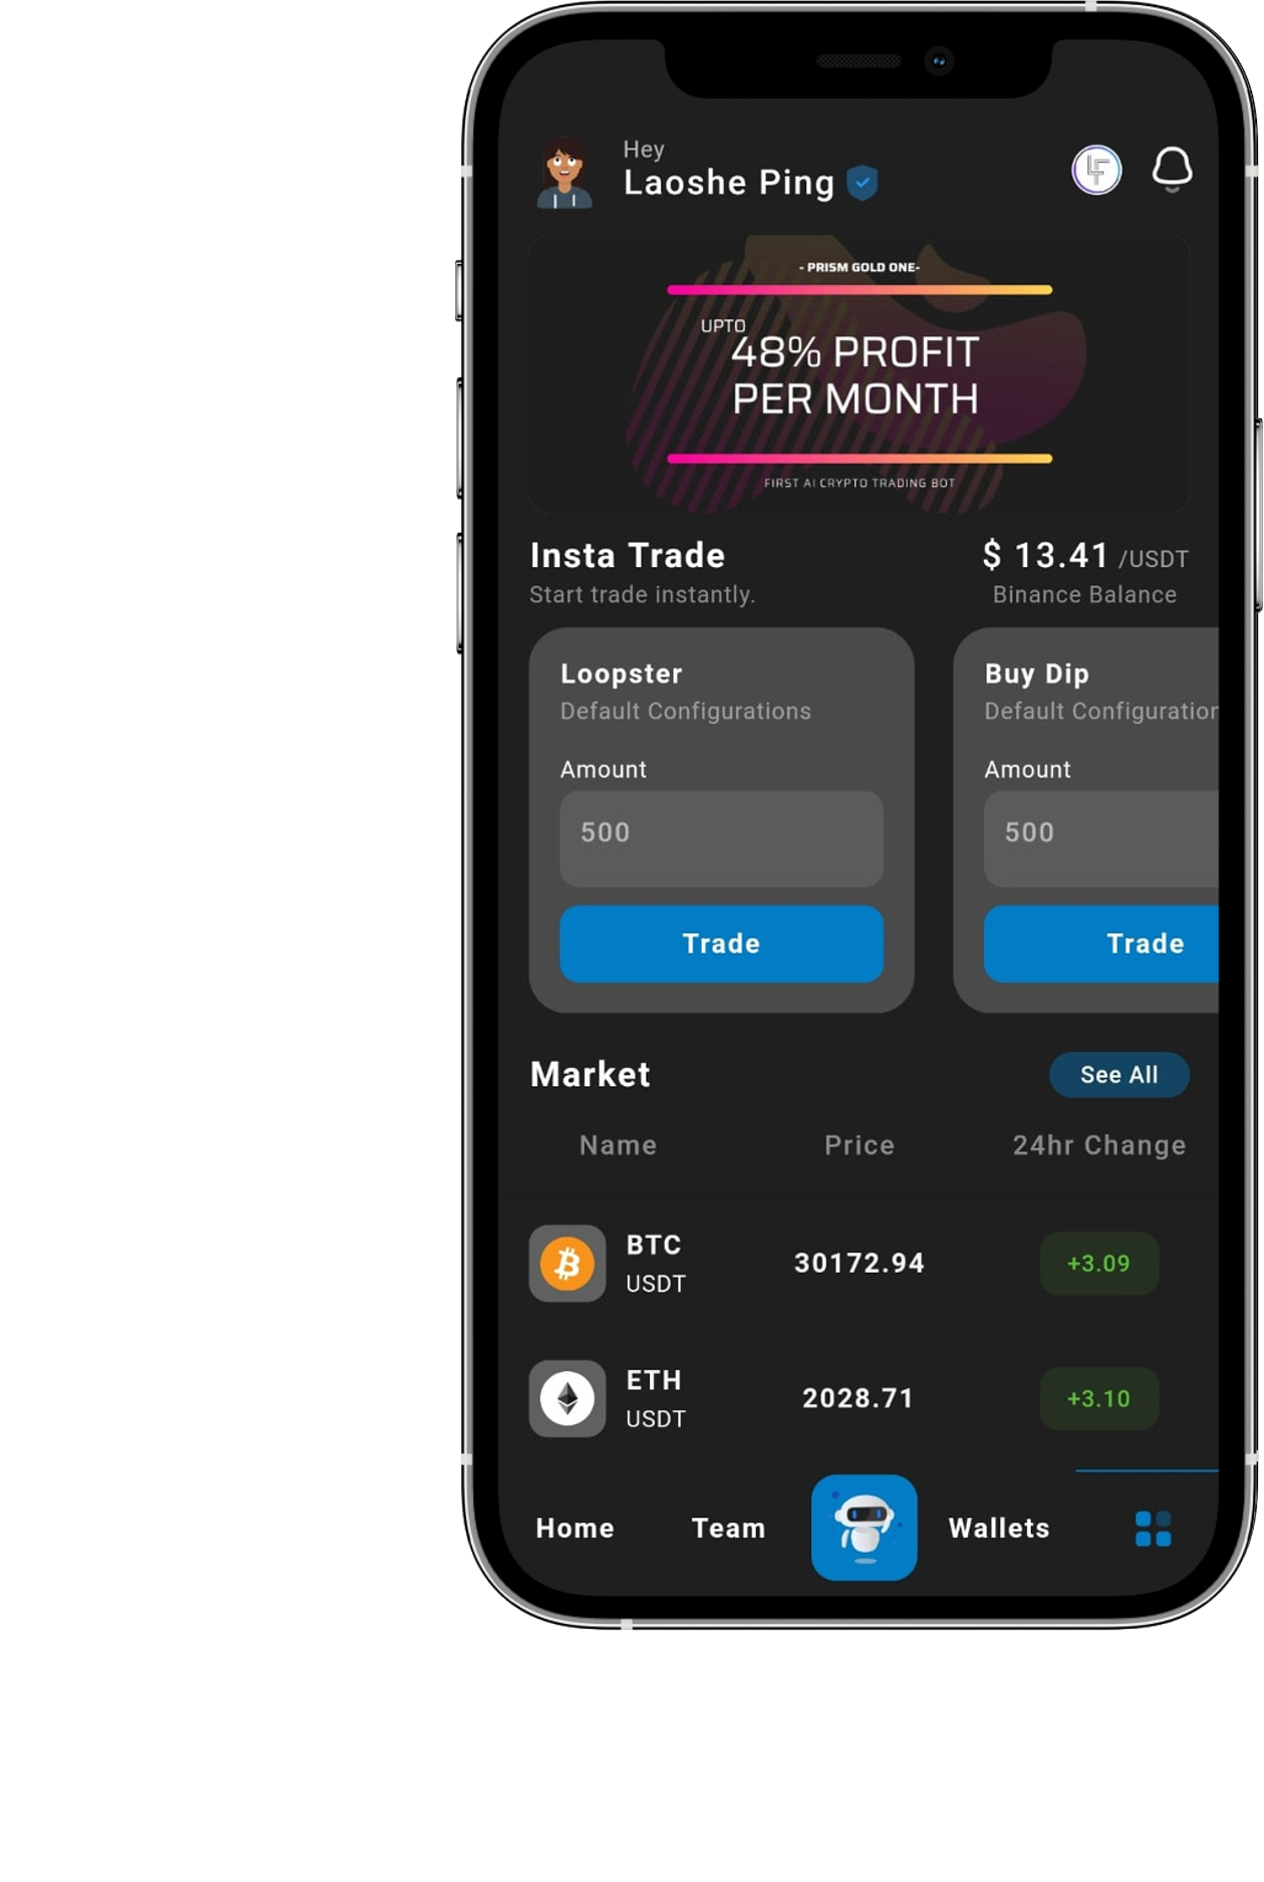 Hey
Laoshe Ping
- PRISM GOLD ONE-
UPTO
48% PROFIT
PER MONTH
FIRST AI CRYPTO TRADING BOT
Insta Trade
$ 13.41 /USDT
Start trade instantly.
Binance Balance
Loopster
Buy Dip
Default Configurations
Default Configuration
Amount
Amount
500
500
Trade
Trade
Market
See All
Name Price 24hr Change
BTC
USDT
30172.94
+3.09
ETH
USDT
2028.71
+3.10
Home Team Wallets